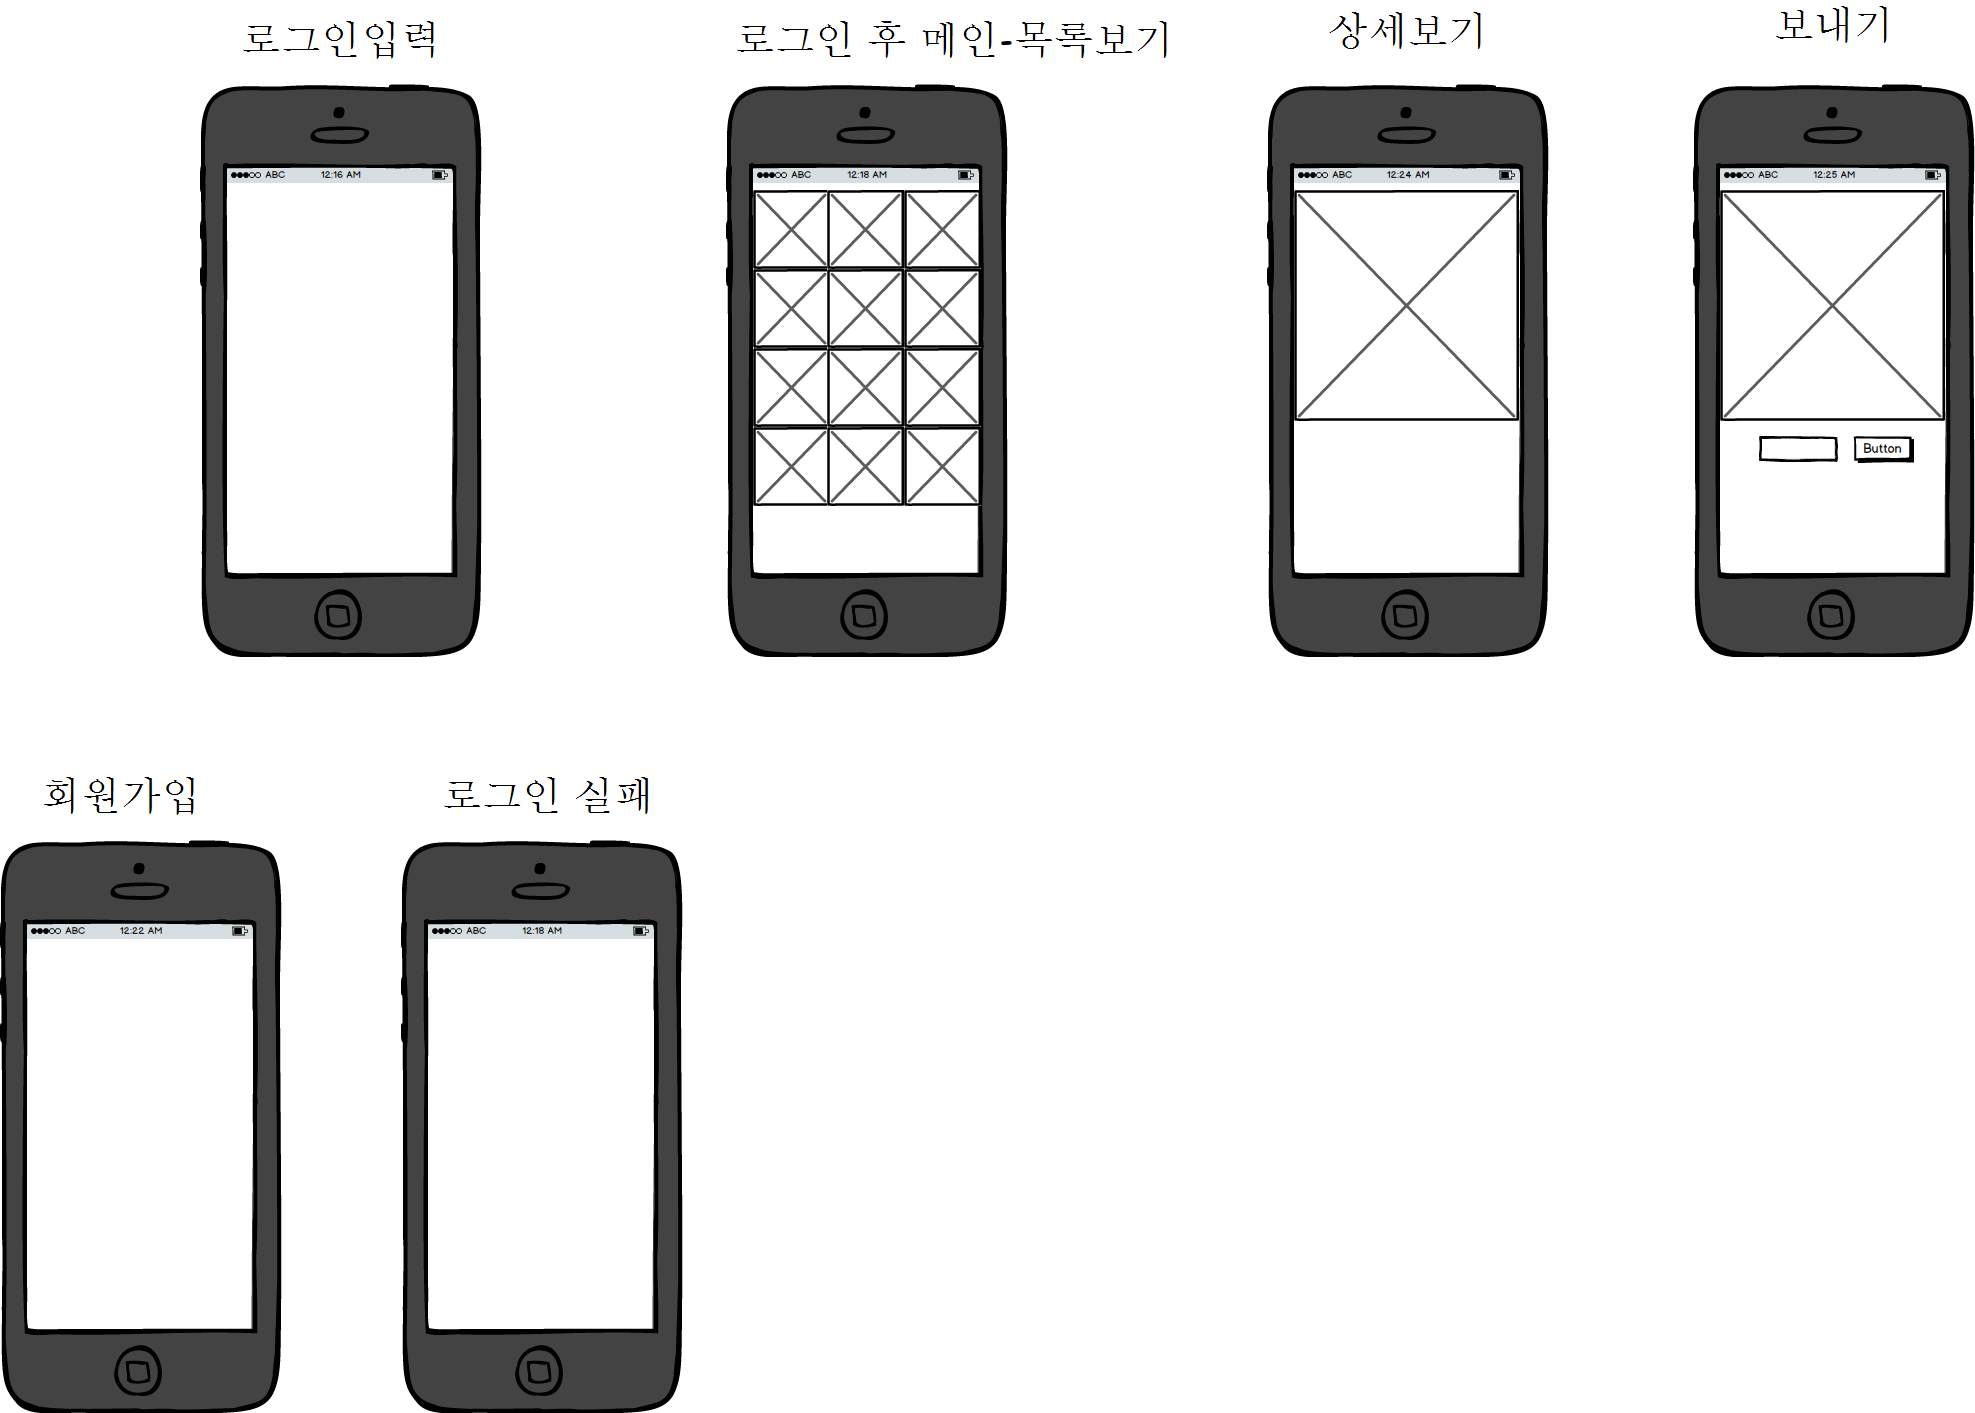 로그인입력
로그인 후 메인-목록보기
상세보기
보내기
ABC 12:16 AM
ABC 12:18 AM
ABC 12:24 AM
ABC 12:25 AM
Button
회원가입
로그인 실패
ABC 12:22 AM
ABC 12:18 AM